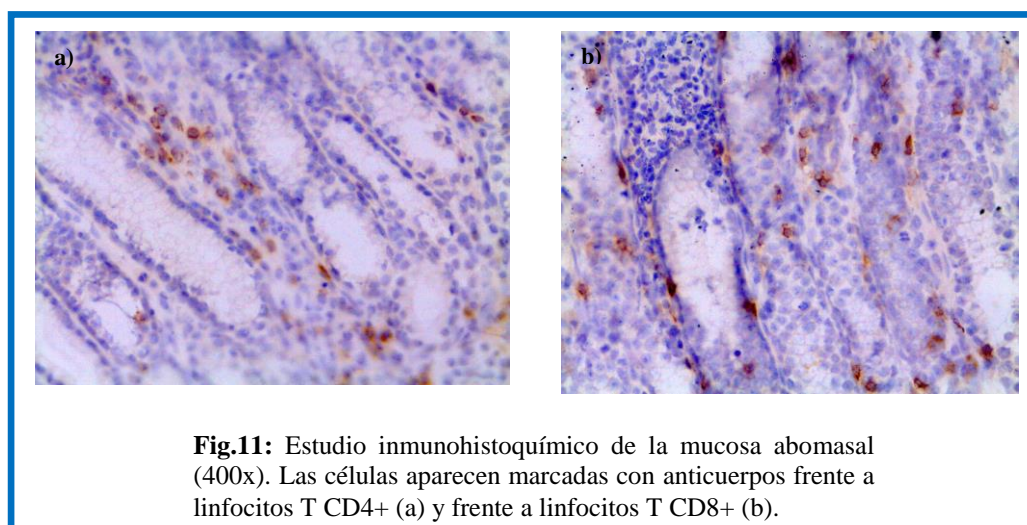 a)
b)
Fig.11: Estudio inmunohistoquímico de la mucosa abomasal
(400x). Las células aparecen marcadas con anticuerpos frente a
linfocitos T CD4+ (a) y frente a linfocitos T CD8+ (b).